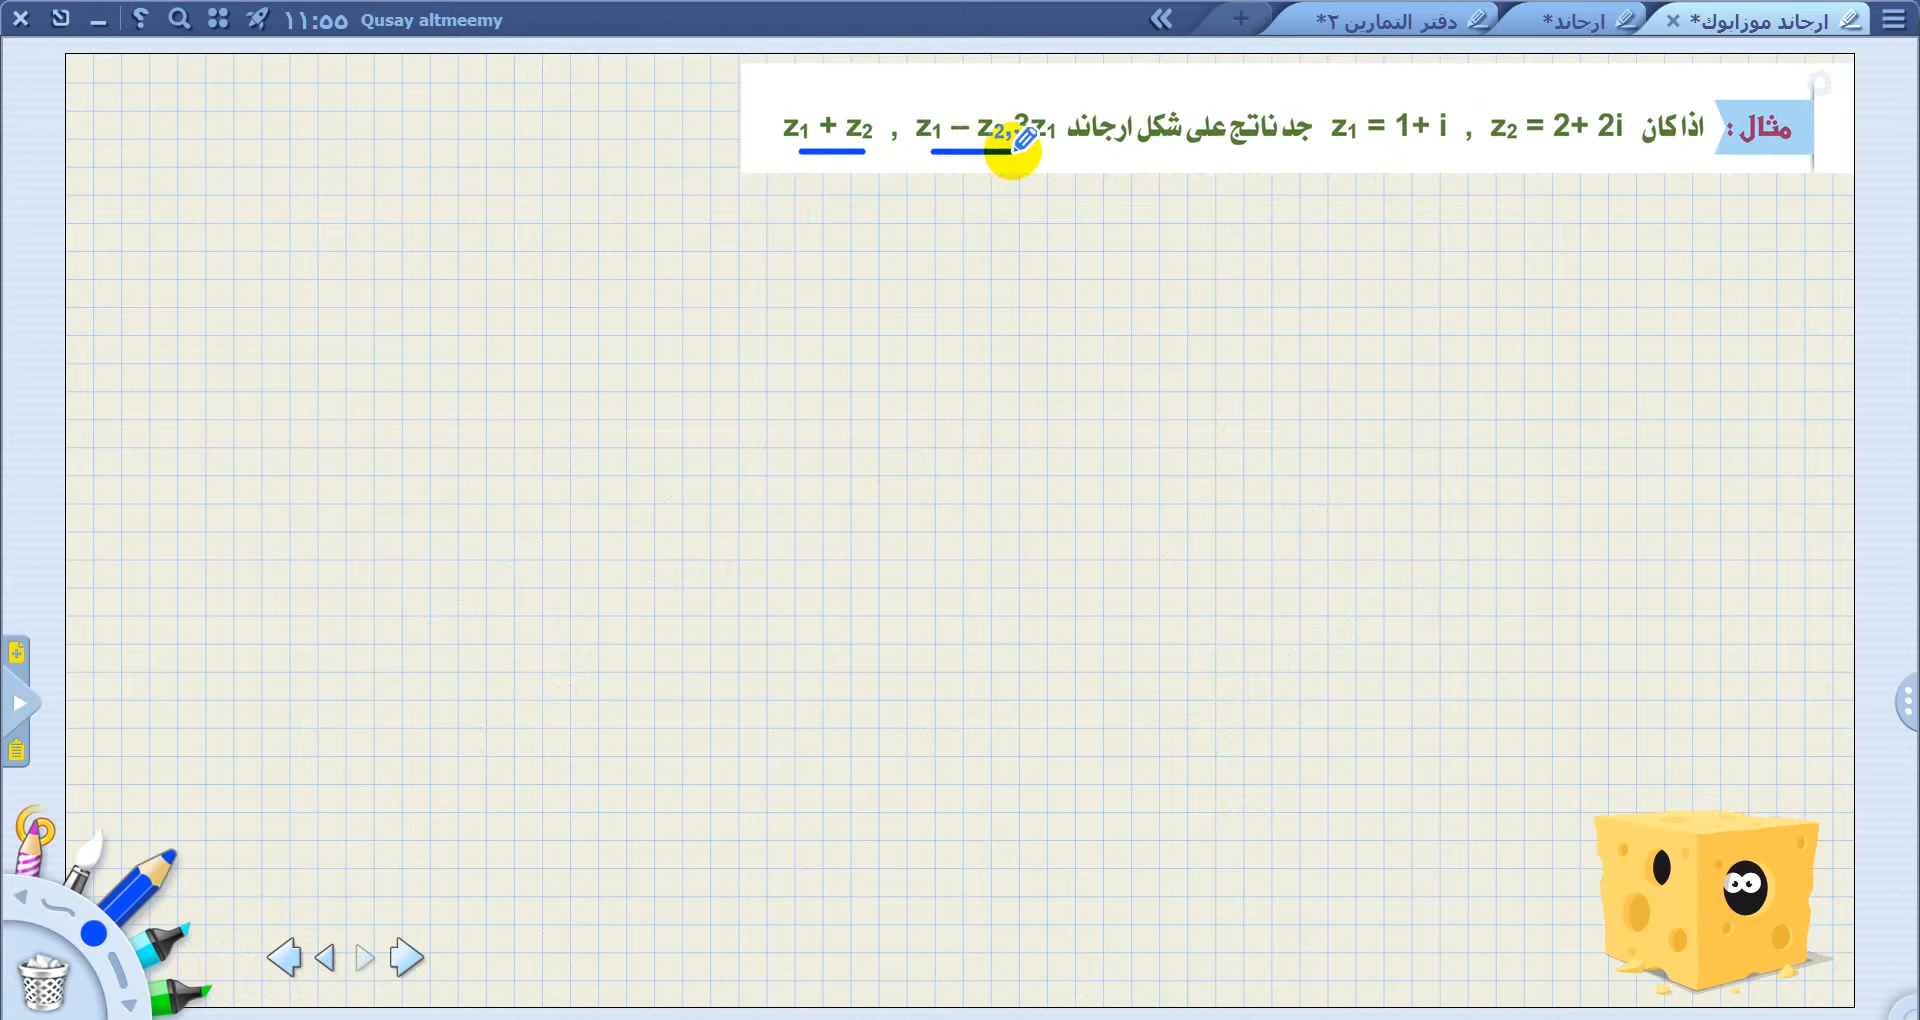 ارجاند موزابوك*
ارجاند*
دفتر التمارين ٢*
١١:٥٥ Qusay altmeemy
مثال : اذا كان z₁ = 1+ i , z₂ = 2+ 2i جد ناتج على شكل ارجاند z₁ + z₂ , z₁ – z₂, z₁